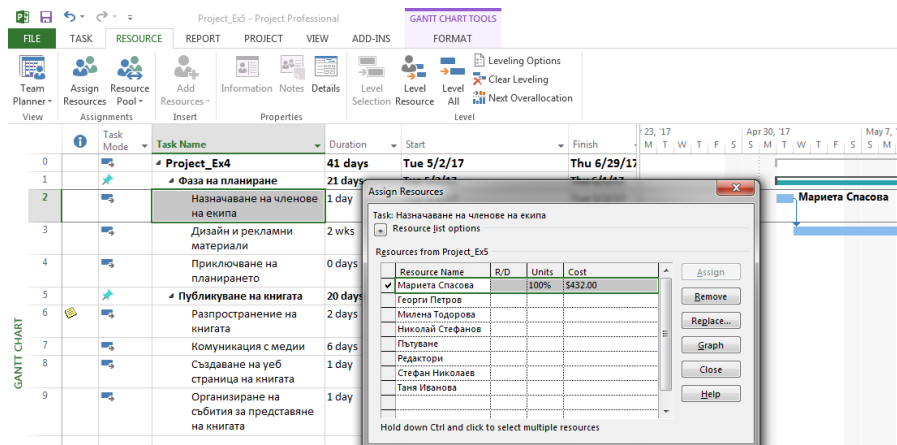 Project_Ex5 - Project Professional
GANTT CHART TOOLS
FILE TASK RESOURCE REPORT PROJECT VIEW ADD-INS FORMAT
Team Planner
Assign Resources
Resource Pool
Add Resources
Information
Notes
Details
Level Selection
Level Resource
Level All
Leveling Options
Clear Leveling
Next Overallocation
View Assignments Insert Properties Level
Task Mode Task Name Duration Start Finish
23, '17 Apr 30, '17 May 7,
M T W T F S S M T W T F S S M
0 Project_Ex4 41 days Tue 5/2/17 Thu 6/29/17
1 Фаза на планиране 21 days
2 Назначаване на членове 1 day
на екипа
3 Дизайн и рекламни 2 wks
материали
4 Приключване на 0 days
планирането
5 Публикуване на книгата 20 days
6 Разпространение на 2 days
книгата
7 Комуникация с медии 6 days
8 Създаване на уеб 1 day
страница на книгата
9 Организиране на 1 day
събития за представяне
на книгата
GANTT CHART
Мариета Спасова
Assign Resources
Task: Назначаване на членове на екипа
Resource list options
Resources from Project_Ex5
Resource Name R/D Units Cost
Мариета Спасова 100% $432.00
Георги Петров
Милена Тодорова
Николай Стефанов
Пътуване
Редактори
Стефан Николаев
Таня Иванова
Assign
Remove
Replace...
Graph
Close
Help
Hold down Ctrl and click to select multiple resources